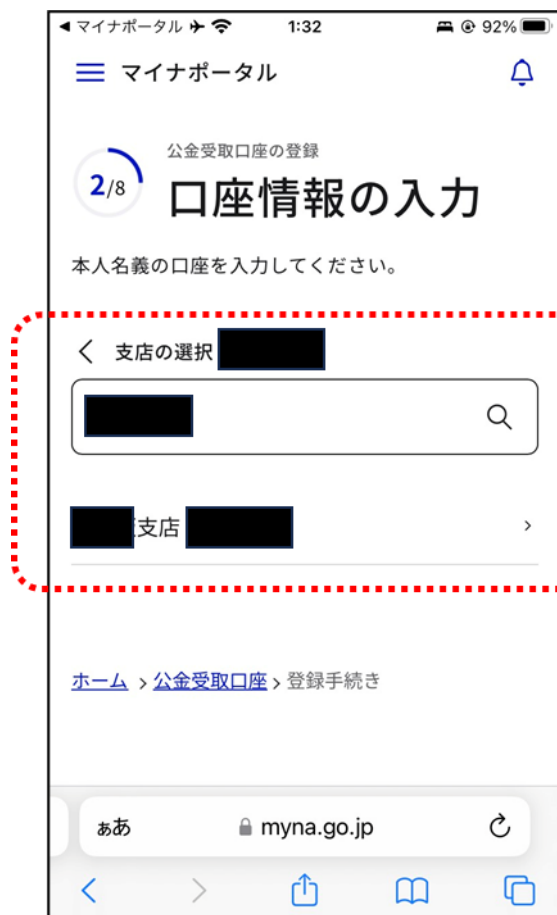 ◀ マイナポータル 1:32 92%
マイナポータル
公金受取口座の登録
2/8
口座情報の入力
本人名義の口座を入力してください。
支店の選択
支店
ホーム > 公金受取口座 > 登録手続き
ぁあ myna.go.jp